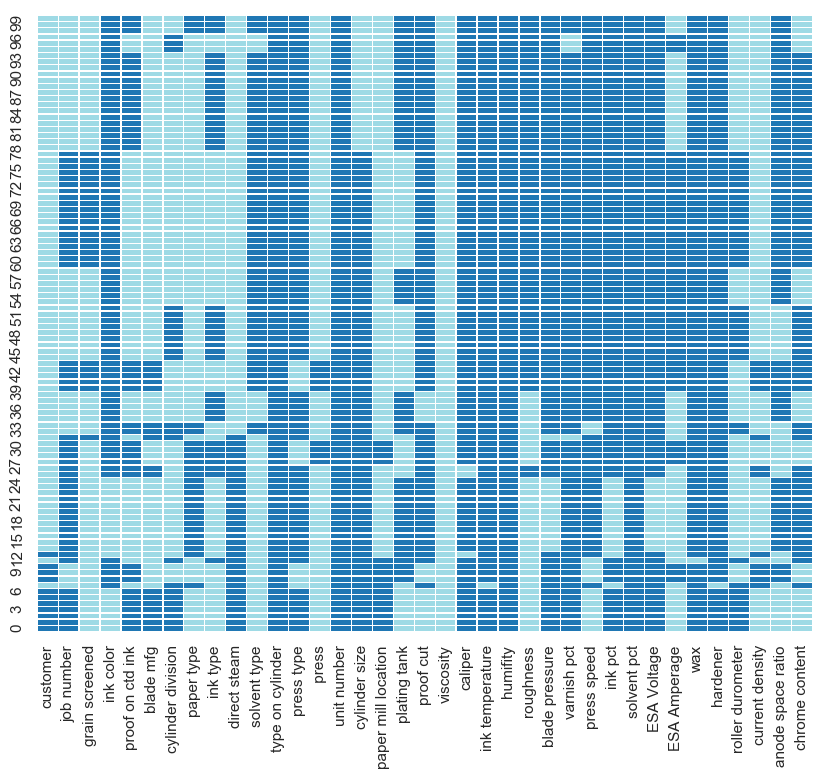 99
96
93
90
87
84
81
78
75
72
69
66
63
60
57
54
51
48
45
42
39
36
33
30
27
24
21
18
15
12
9
6
3
0
customer
job number
grain screened
ink color
proof on ctd ink
blade mfg
cylinder division
paper type
ink type
direct steam
solvent type
type on cylinder
press type
press
unit number
cylinder size
paper mill location
plating tank
proof cut
viscosity
caliper
ink temperature
humifity
roughness
blade pressure
varnish pct
press speed
ink pct
solvent pct
ESA Voltage
ESA Amperage
wax
hardener
roller durometer
current density
anode space ratio
chrome content